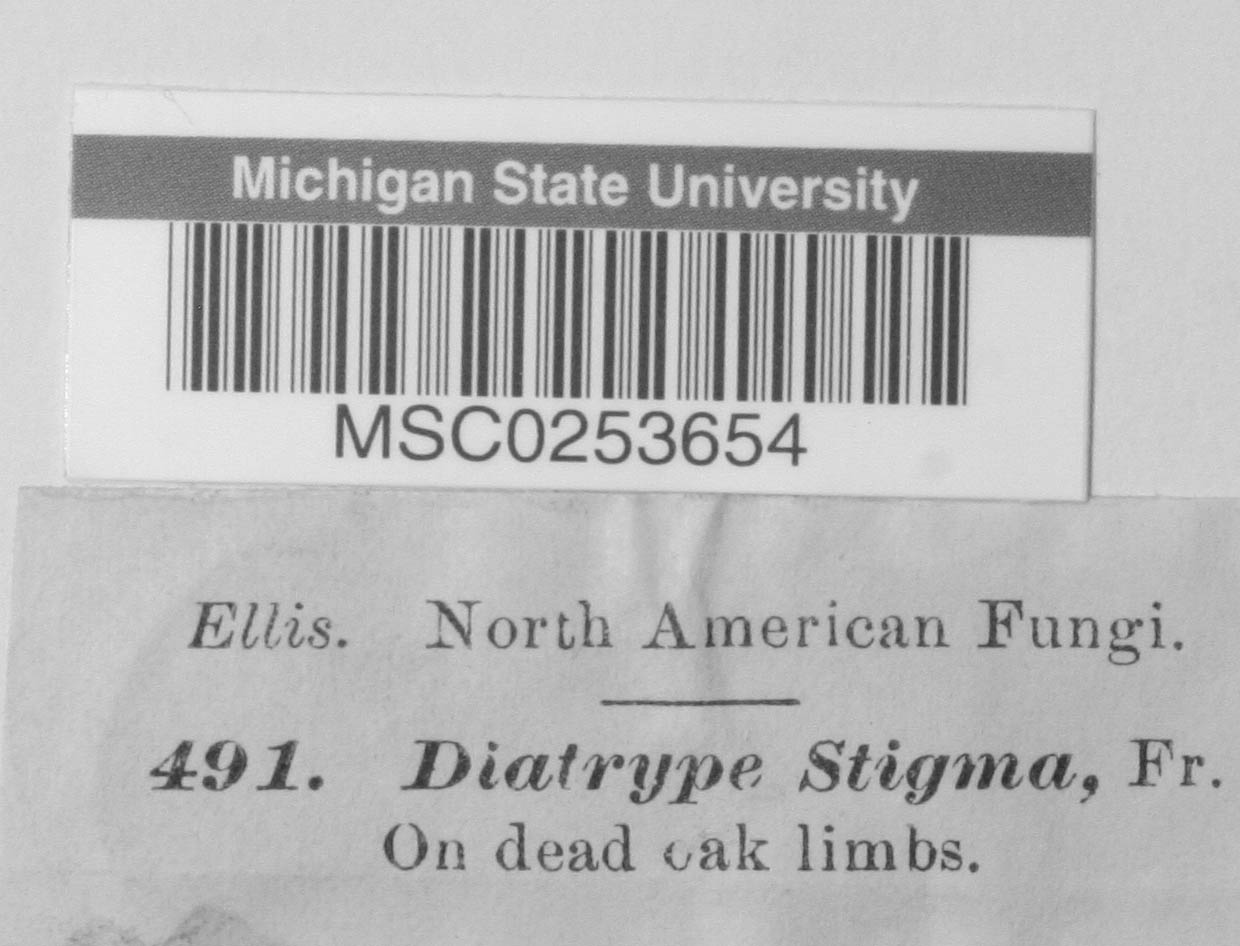 Michigan State University
MSC0253654
Ellis. North American Fungi.
491. Diatrype Stigma, Fr.
On dead oak limbs.